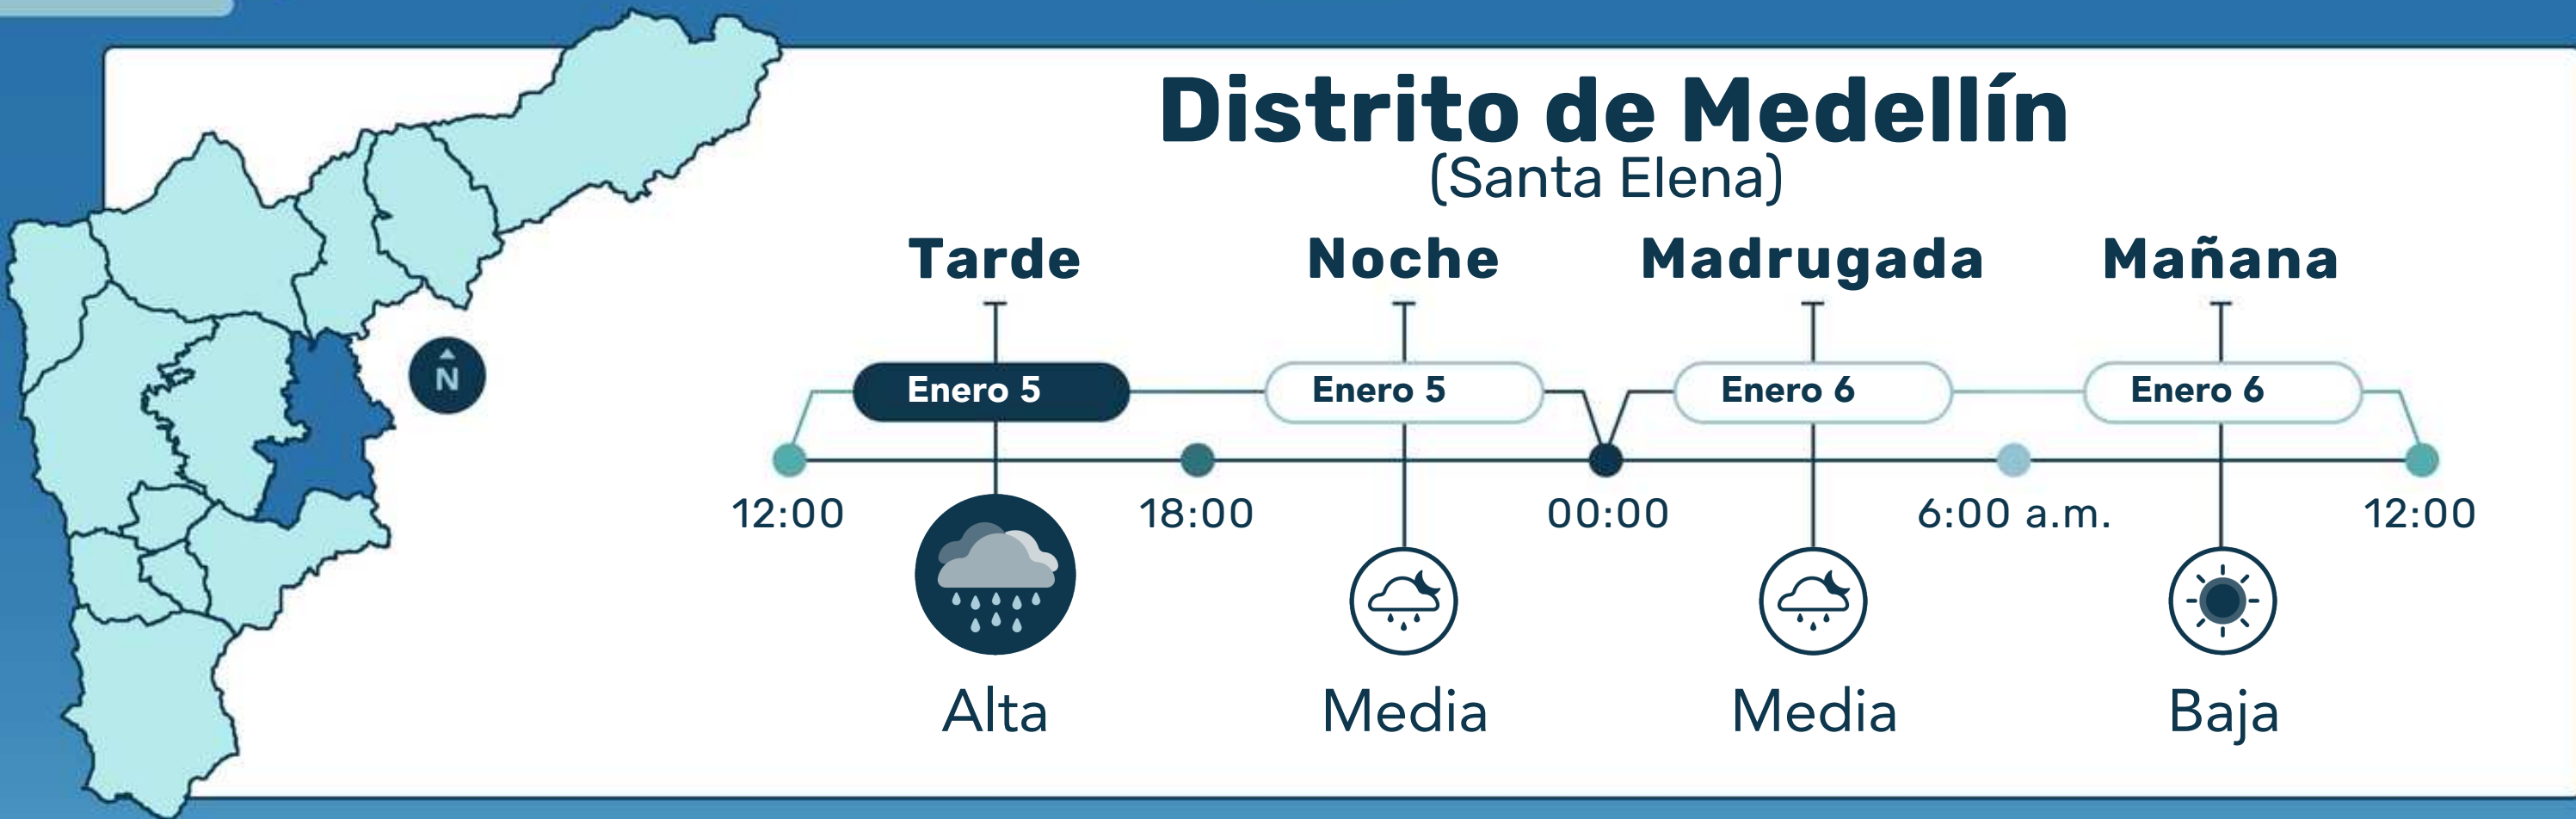 Distrito de Medellín
(Santa Elena)
Tarde Noche Madrugada Mañana
N
Enero 5 Enero 5 Enero 6 Enero 6
12:00 18:00 00:00 6:00 a.m. 12:00
Alta Media Media Baja